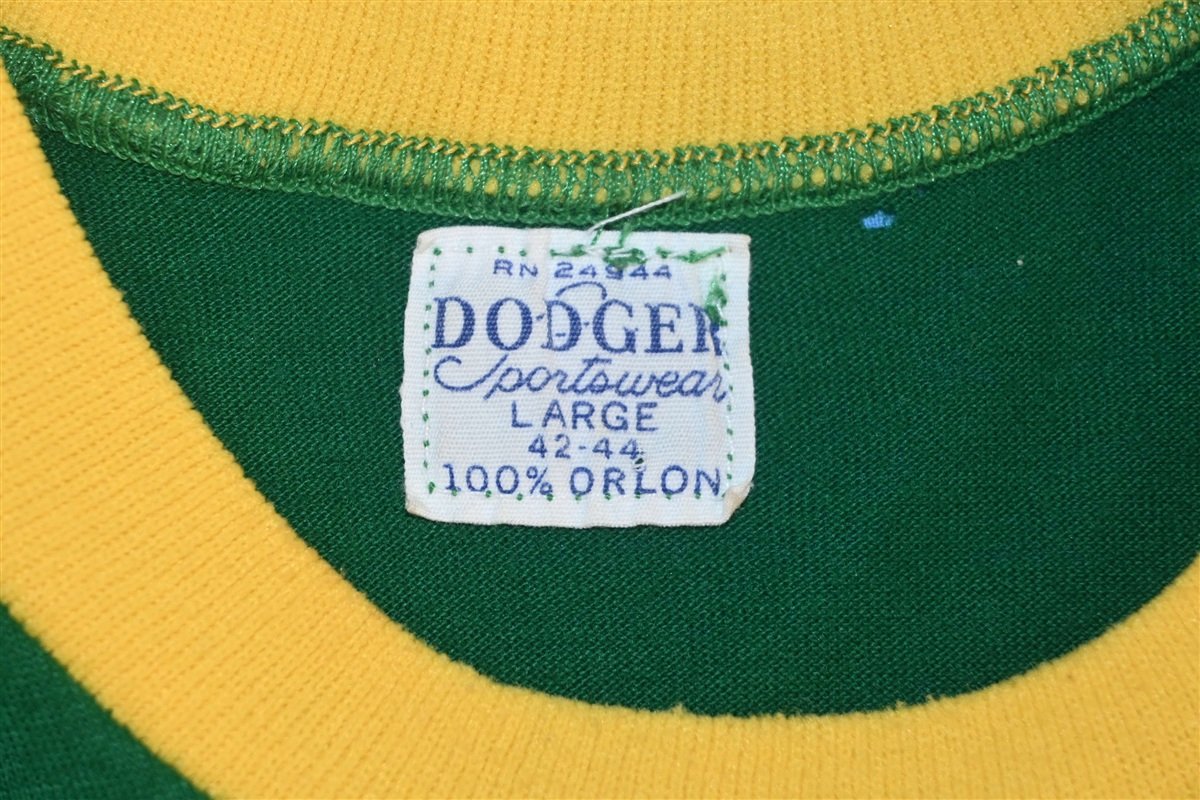 RN 24944
DODGER
Sportswear
LARGE
42-44
100% ORLON